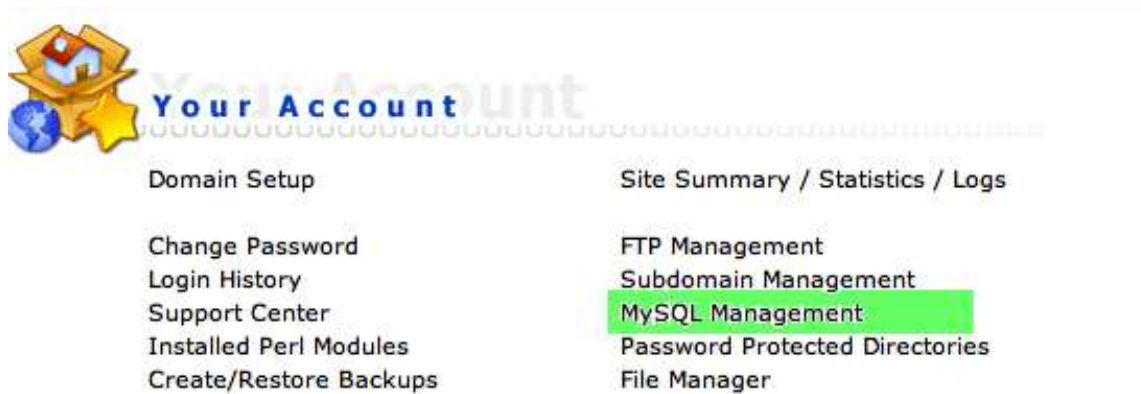 Your Account
Domain Setup
Site Summary / Statistics / Logs
Change Password
FTP Management
Login History
Subdomain Management
Support Center
MySQL Management
Installed Perl Modules
Password Protected Directories
Create/Restore Backups
File Manager